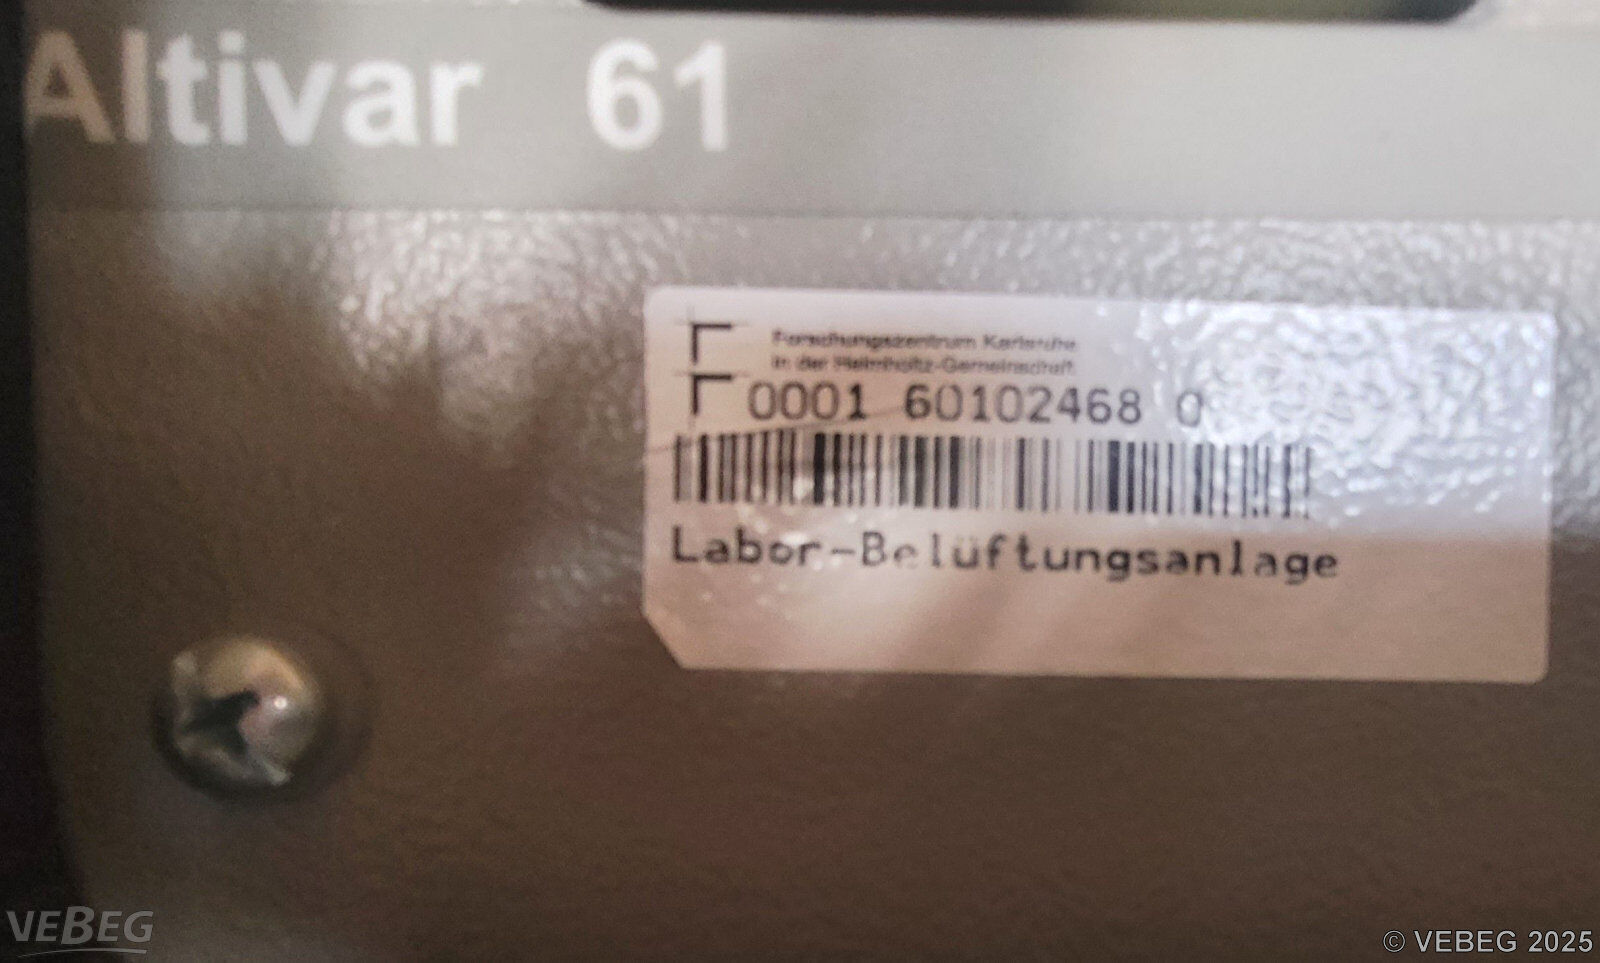 Altivar 61
Forschungszentrum Karlsruhe
in der Helmholtz-Gemeinschaft
0001 60102468 0
Labor-Belüftungsanlage
VEBEG
© VEBEG 2025